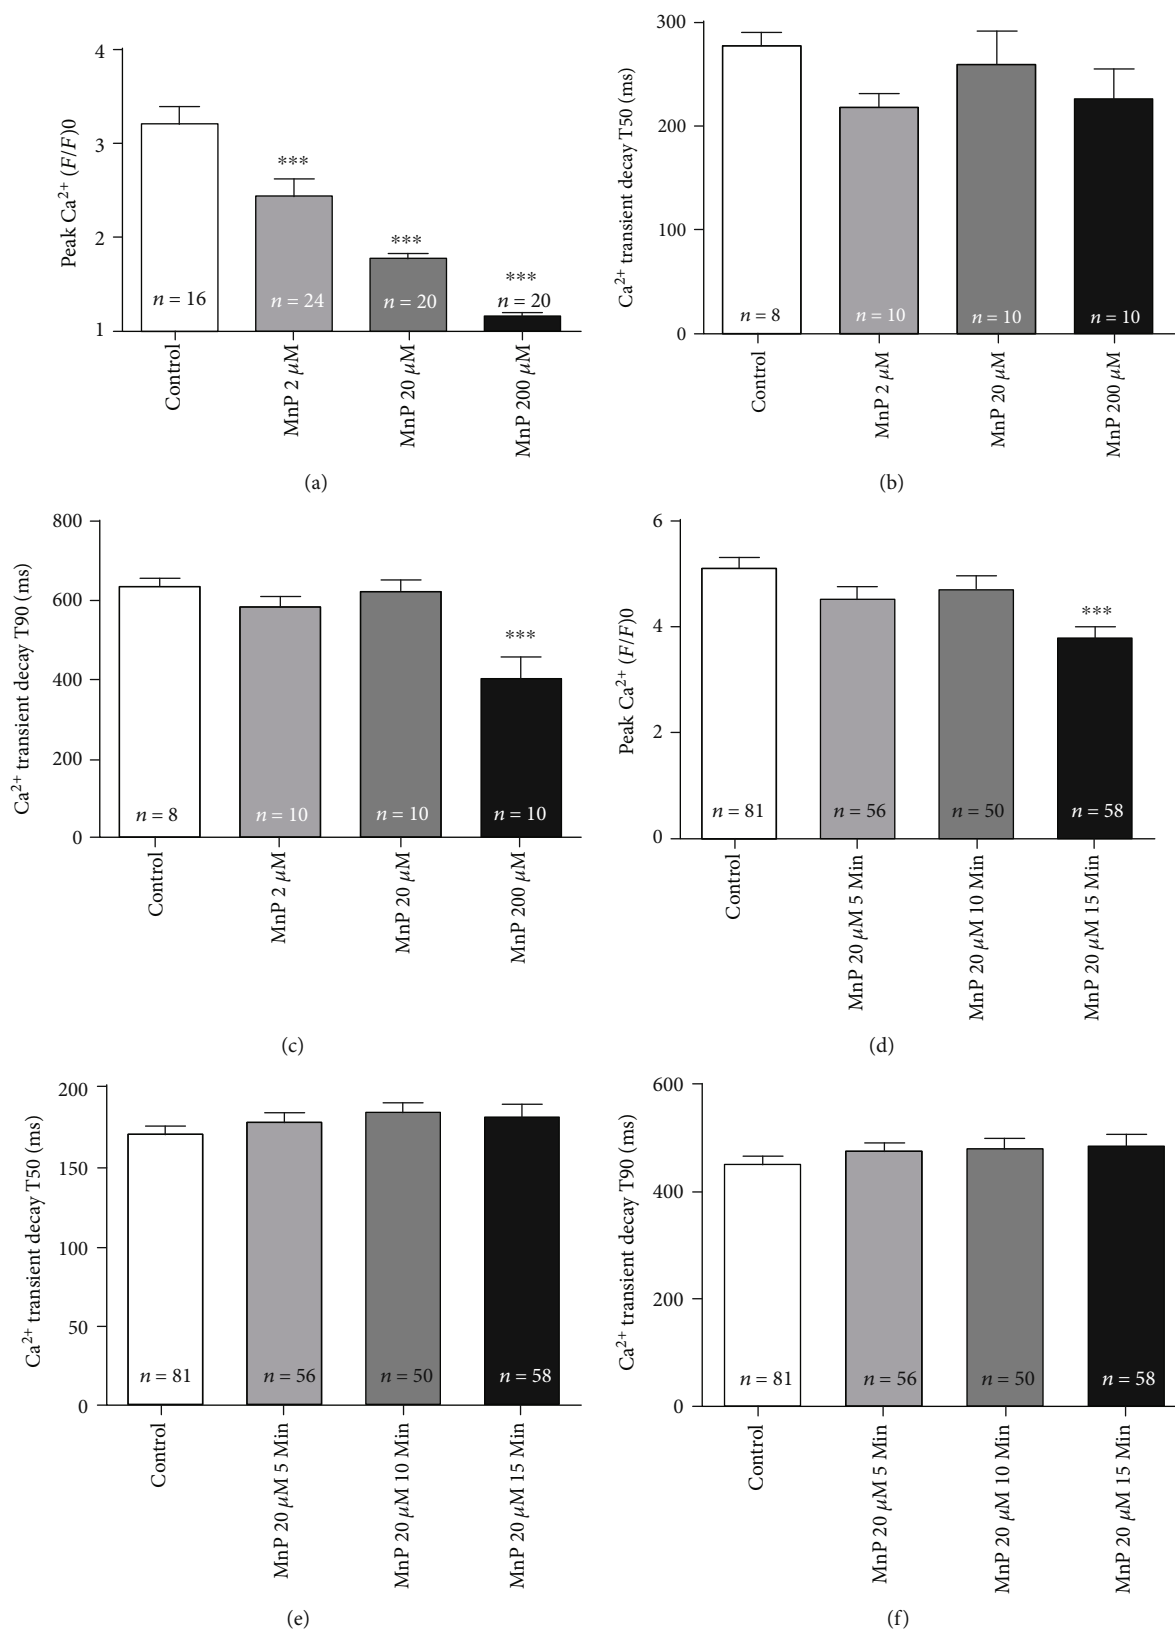 4
3
2
1
Peak Ca²⁺ (F/F)0
***
***
***
n = 16
n = 24
n = 20
n = 20
Control
MnP 2 μM
MnP 20 μM
MnP 200 μM
(a)
300
200
100
0
Ca²⁺ transient decay T50 (ms)
n = 8
n = 10
n = 10
n = 10
Control
MnP 2 μM
MnP 20 μM
MnP 200 μM
(b)
800
600
400
200
0
Ca²⁺ transient decay T90 (ms)
***
n = 8
n = 10
n = 10
n = 10
Control
MnP 2 μM
MnP 20 μM
MnP 200 μM
(c)
6
4
2
0
Peak Ca²⁺ (F/F)0
***
n = 81
n = 56
n = 50
n = 58
Control
MnP 20 μM 5 Min
MnP 20 μM 10 Min
MnP 20 μM 15 Min
(d)
200
150
100
50
0
Ca²⁺ transient decay T50 (ms)
n = 81
n = 56
n = 50
n = 58
Control
MnP 20 μM 5 Min
MnP 20 μM 10 Min
MnP 20 μM 15 Min
(e)
600
400
200
0
Ca²⁺ transient decay T90 (ms)
n = 81
n = 56
n = 50
n = 58
Control
MnP 20 μM 5 Min
MnP 20 μM 10 Min
MnP 20 μM 15 Min
(f)